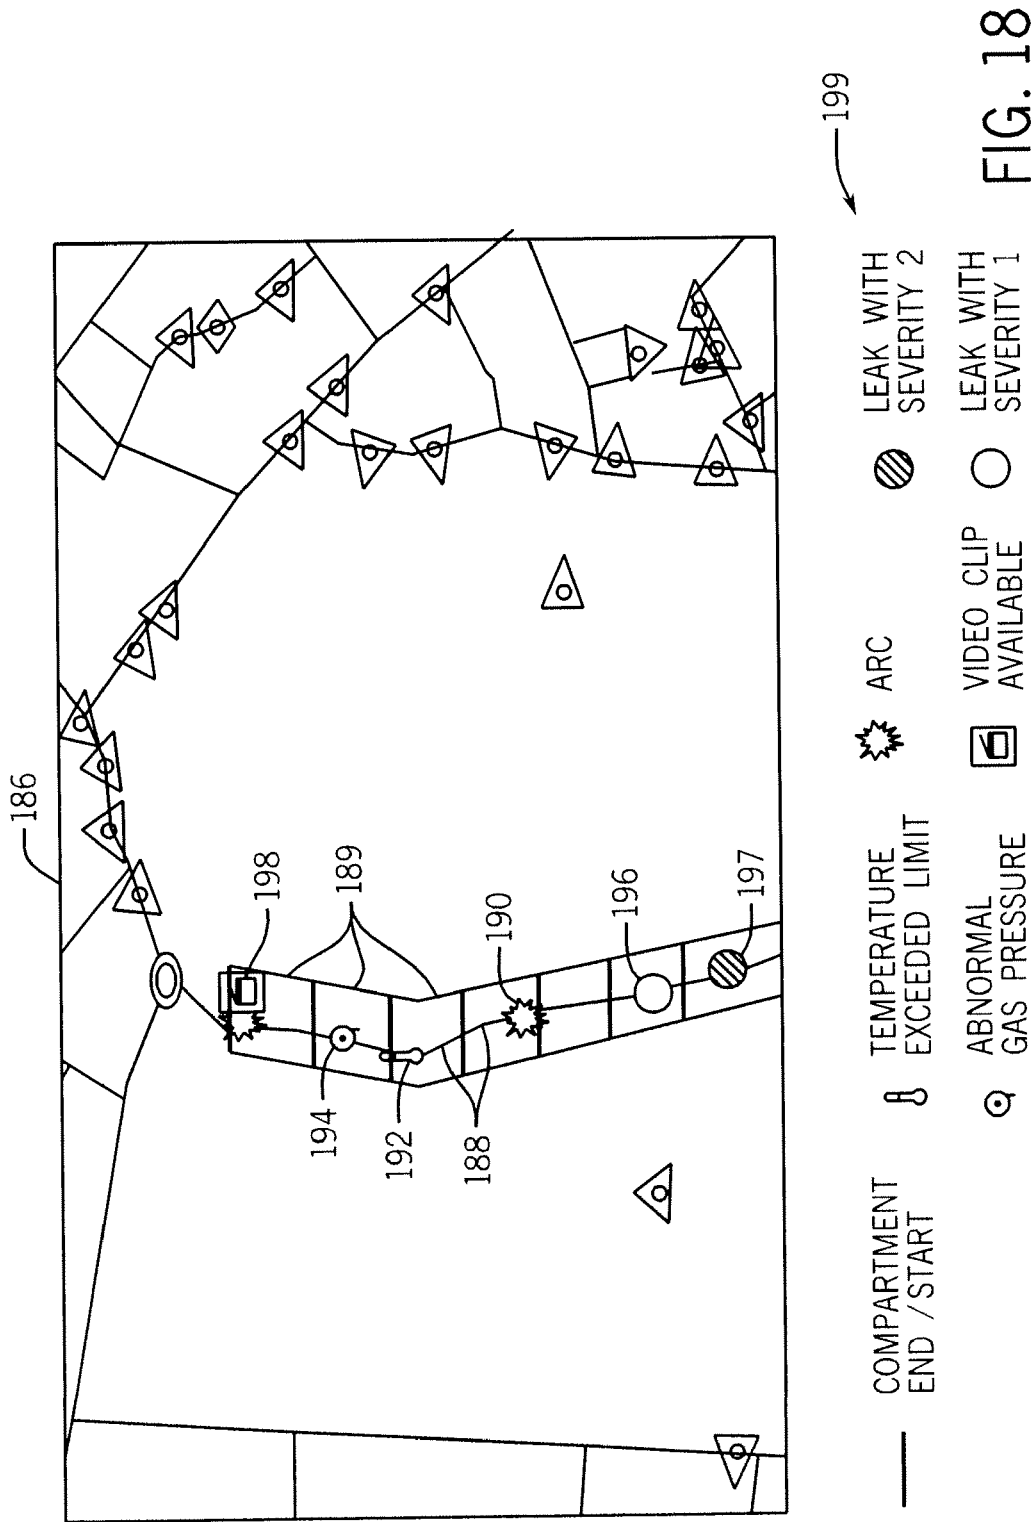 186
198
189
194
192
188
190
196
197
199
COMPARTMENT
END / START
TEMPERATURE
EXCEEDED LIMIT
ARC
LEAK WITH
SEVERITY 2
ABNORMAL
GAS PRESSURE
VIDEO CLIP
AVAILABLE
LEAK WITH
SEVERITY 1
FIG. 18